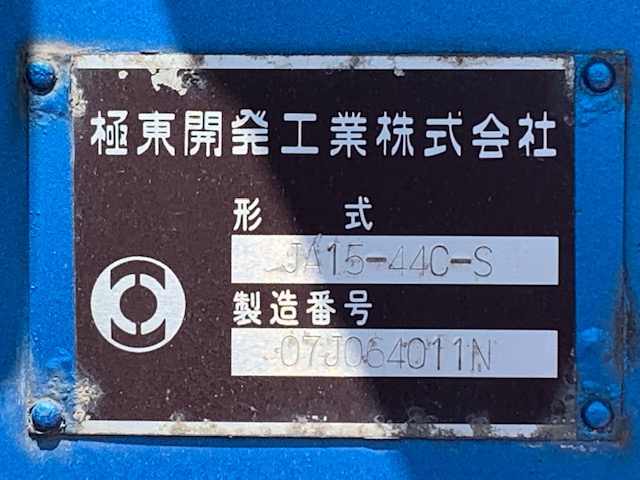 極東開発工業株式会社
形 式
JA15-44C-S
製造番号
07J064011N